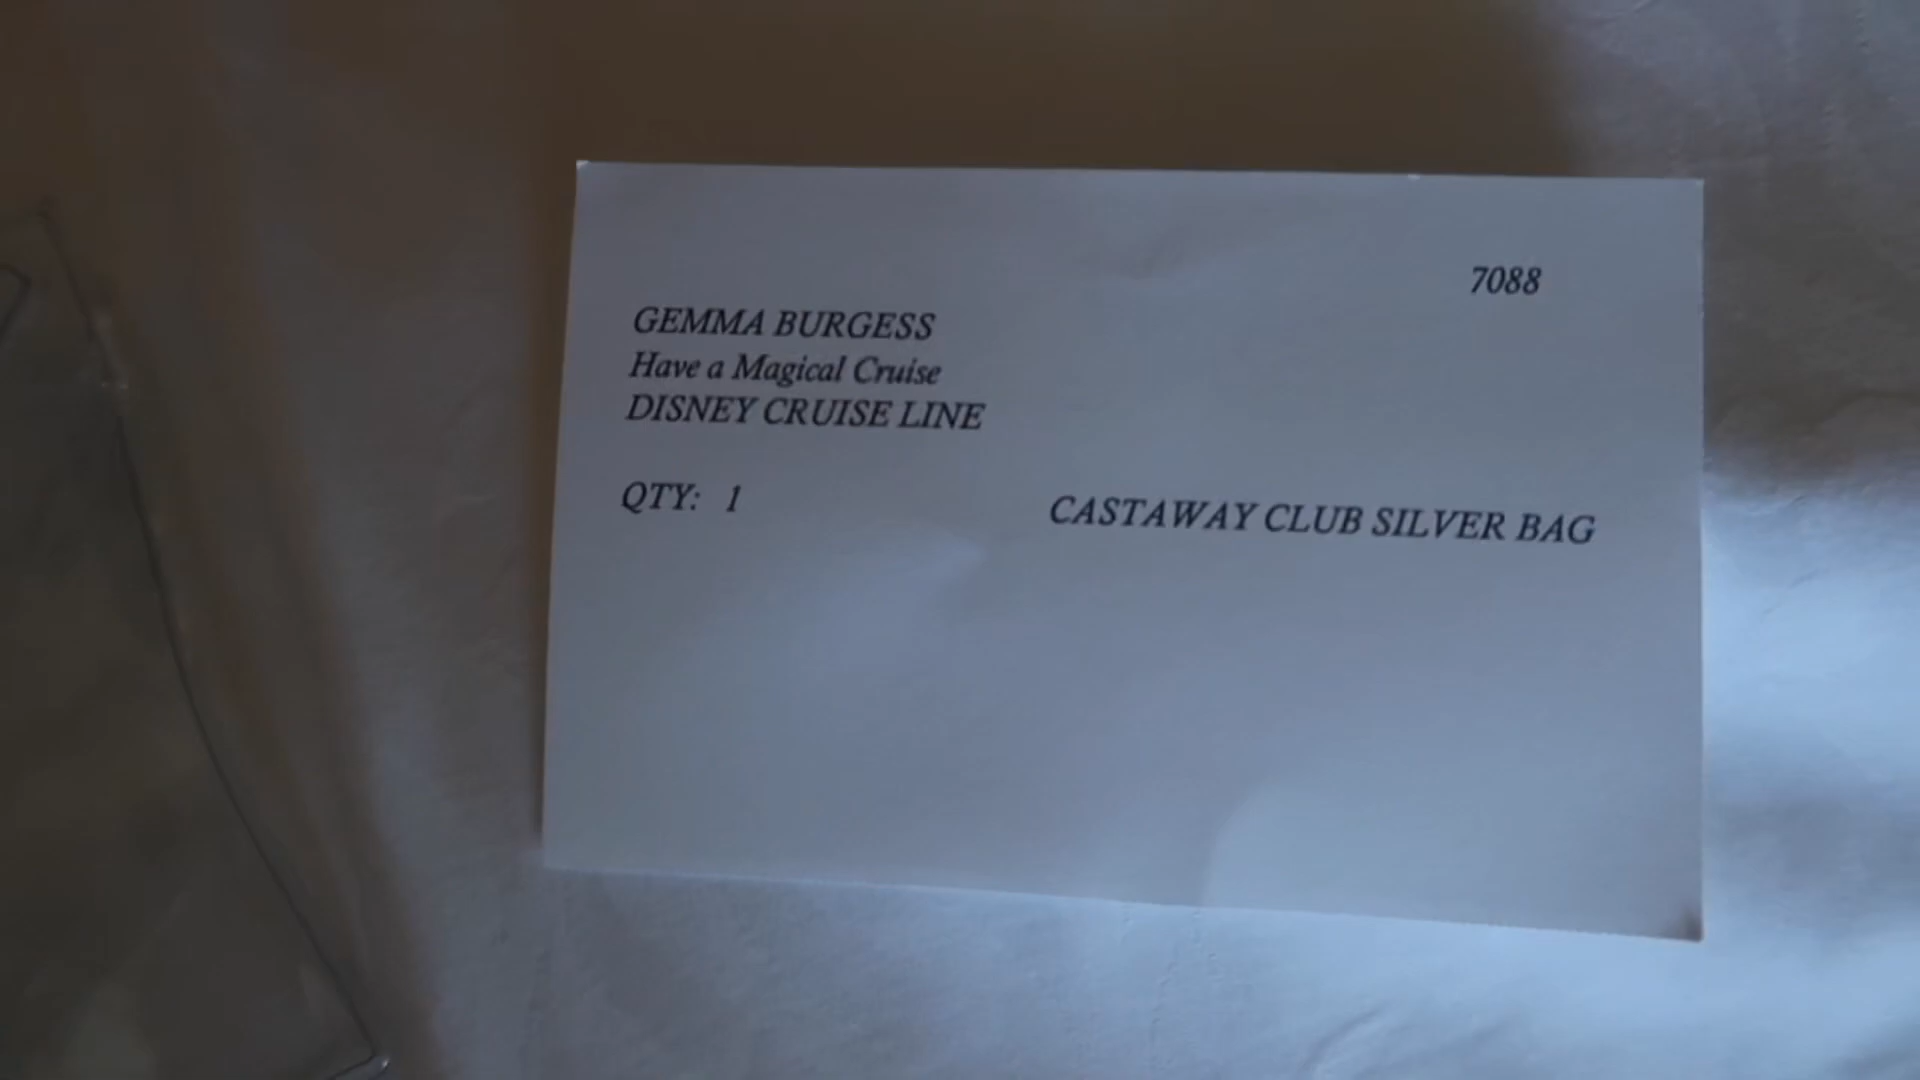 7088
GEMMA BURGESS
Have a Magical Cruise
DISNEY CRUISE LINE
QTY: 1
CASTAWAY CLUB SILVER BAG